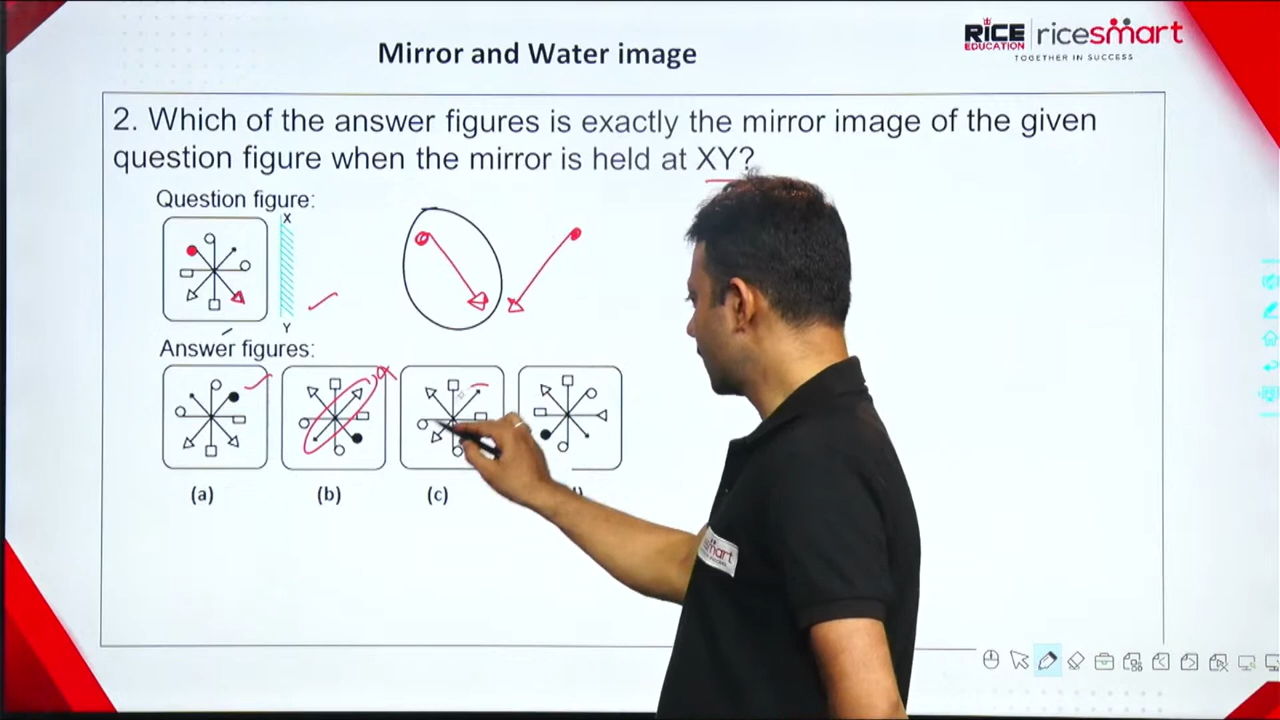 Mirror and Water image
RICE EDUCATION ricesmart
TOGETHER IN SUCCESS
2. Which of the answer figures is exactly the mirror image of the given
question figure when the mirror is held at XY?
Question figure:
X
Y
Answer figures:
(a) (b) (c)